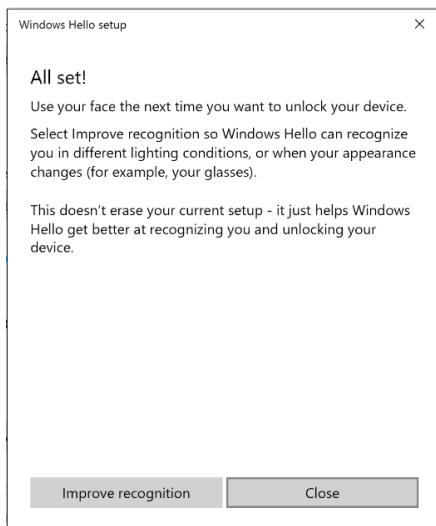 Windows Hello setup
All set!
Use your face the next time you want to unlock your device.
Select Improve recognition so Windows Hello can recognize
you in different lighting conditions, or when your appearance
changes (for example, your glasses).
This doesn't erase your current setup - it just helps Windows
Hello get better at recognizing you and unlocking your
device.
Improve recognition
Close